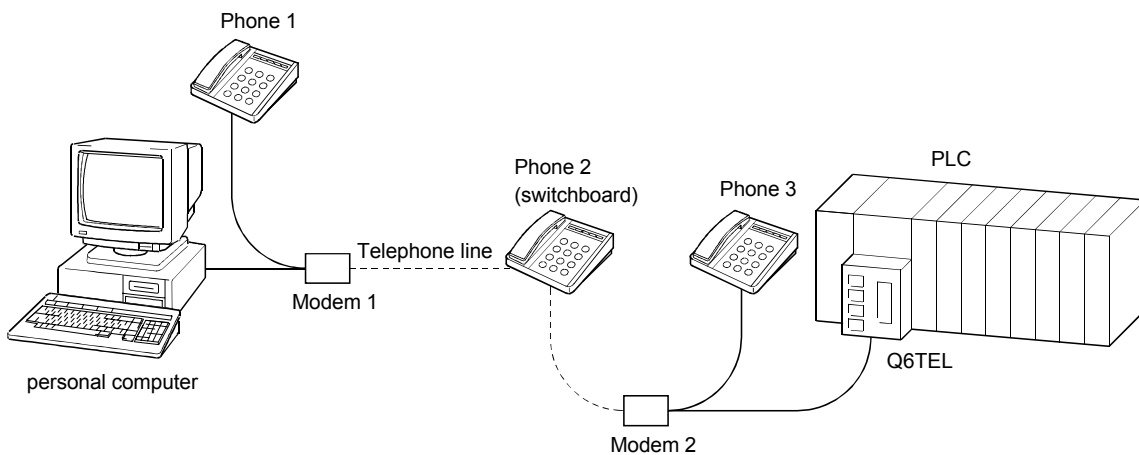 Phone 1
PLC
Phone 2
(switchboard)
Phone 3
Telephone line
Modem 1
Q6TEL
personal computer
Modem 2